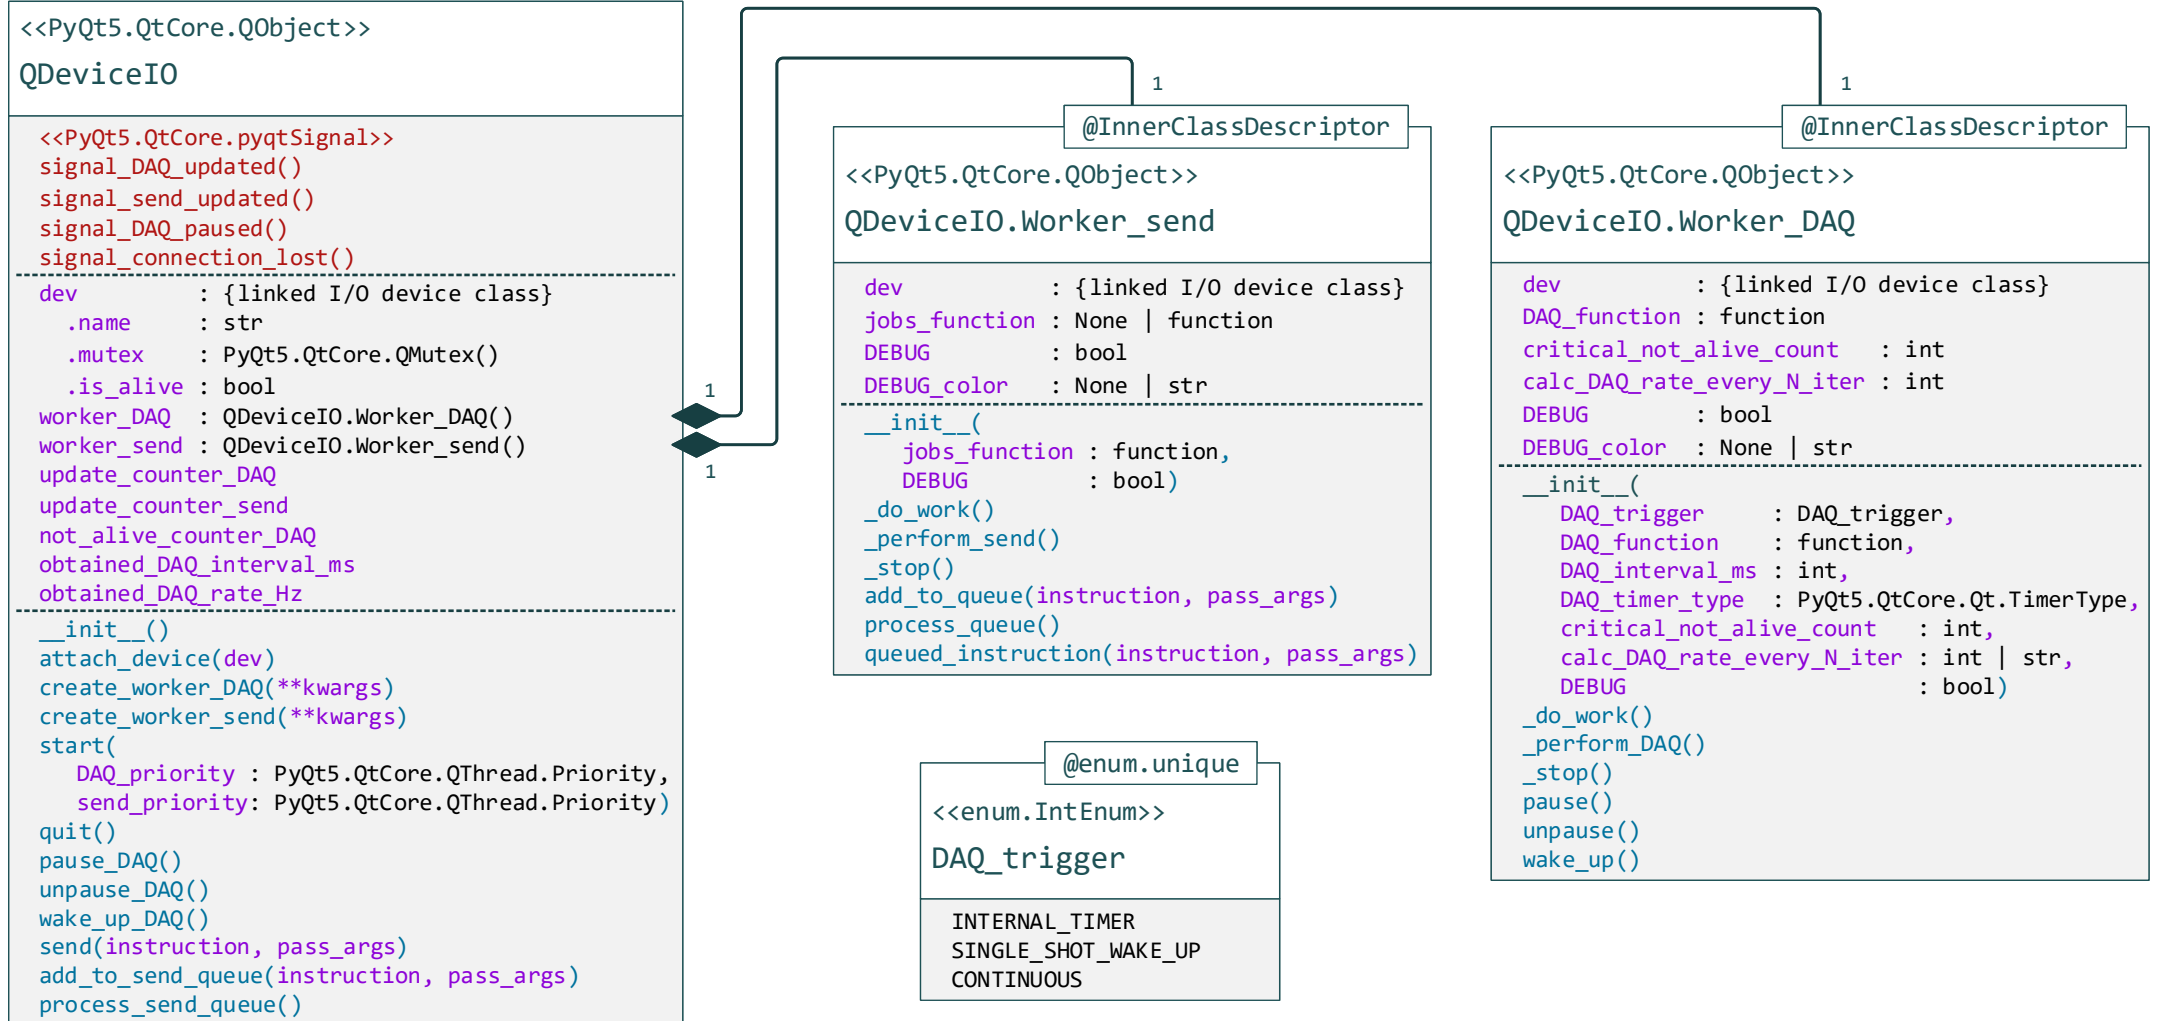 <<PyQt5.QtCore.QObject>>
QDeviceIO
<<PyQt5.QtCore.pyqtSignal>>
signal_DAQ_updated()
signal_send_updated()
signal_DAQ_paused()
signal_connection_lost()
dev : {linked I/O device class}
.name : str
.mutex : PyQt5.QtCore.QMutex()
.is_alive : bool
worker_DAQ : QDeviceIO.Worker_DAQ()
worker_send : QDeviceIO.Worker_send()
update_counter_DAQ
update_counter_send
not_alive_counter_DAQ
obtained_DAQ_interval_ms
obtained_DAQ_rate_Hz
__init__()
attach_device(dev)
create_worker_DAQ(**kwargs)
create_worker_send(**kwargs)
start(
DAQ_priority : PyQt5.QtCore.QThread.Priority,
send_priority: PyQt5.QtCore.QThread.Priority)
quit()
pause_DAQ()
unpause_DAQ()
wake_up_DAQ()
send(instruction, pass_args)
add_to_send_queue(instruction, pass_args)
process_send_queue()
1
1
1
@InnerClassDescriptor
<<PyQt5.QtCore.QObject>>
QDeviceIO.Worker_send
dev : {linked I/O device class}
jobs_function : None | function
DEBUG : bool
DEBUG_color : None | str
__init__(
jobs_function : function,
DEBUG : bool)
_do_work()
_perform_send()
_stop()
add_to_queue(instruction, pass_args)
process_queue()
queued_instruction(instruction, pass_args)
@enum.unique
<<enum.IntEnum>>
DAQ_trigger
INTERNAL_TIMER
SINGLE_SHOT_WAKE_UP
CONTINUOUS
1
@InnerClassDescriptor
<<PyQt5.QtCore.QObject>>
QDeviceIO.Worker_DAQ
dev : {linked I/O device class}
DAQ_function : function
critical_not_alive_count : int
calc_DAQ_rate_every_N_iter : int
DEBUG : bool
DEBUG_color : None | str
__init__(
DAQ_trigger : DAQ_trigger,
DAQ_function : function,
DAQ_interval_ms : int,
DAQ_timer_type : PyQt5.QtCore.Qt.TimerType,
critical_not_alive_count : int,
calc_DAQ_rate_every_N_iter : int | str,
DEBUG : bool)
_do_work()
_perform_DAQ()
_stop()
pause()
unpause()
wake_up()